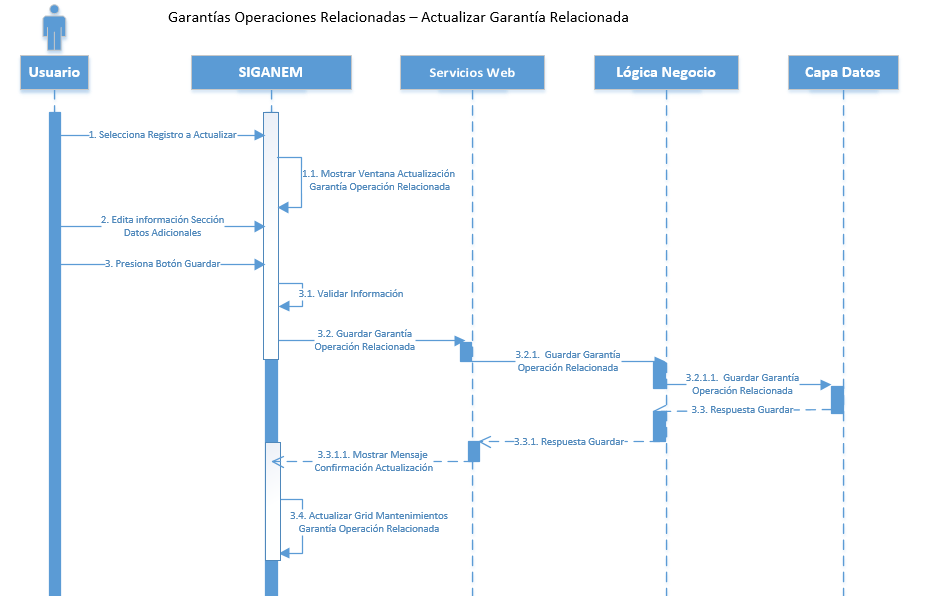 Garantías Operaciones Relacionadas – Actualizar Garantía Relacionada
Usuario
SIGANEM
Servicios Web
Lógica Negocio
Capa Datos
1. Selecciona Registro a Actualizar
1.1. Mostrar Ventana Actualización
Garantía Operación Relacionada
2. Edita información Sección
Datos Adicionales
3. Presiona Botón Guardar
3.1. Validar Información
3.2. Guardar Garantía
Operación Relacionada
3.2.1. Guardar Garantía
Operación Relacionada
3.2.1.1. Guardar Garantía
Operación Relacionada
3.3. Respuesta Guardar
3.3.1. Respuesta Guardar
3.3.1.1. Mostrar Mensaje
Confirmación Actualización
3.4. Actualizar Grid Mantenimientos
Garantía Operación Relacionada